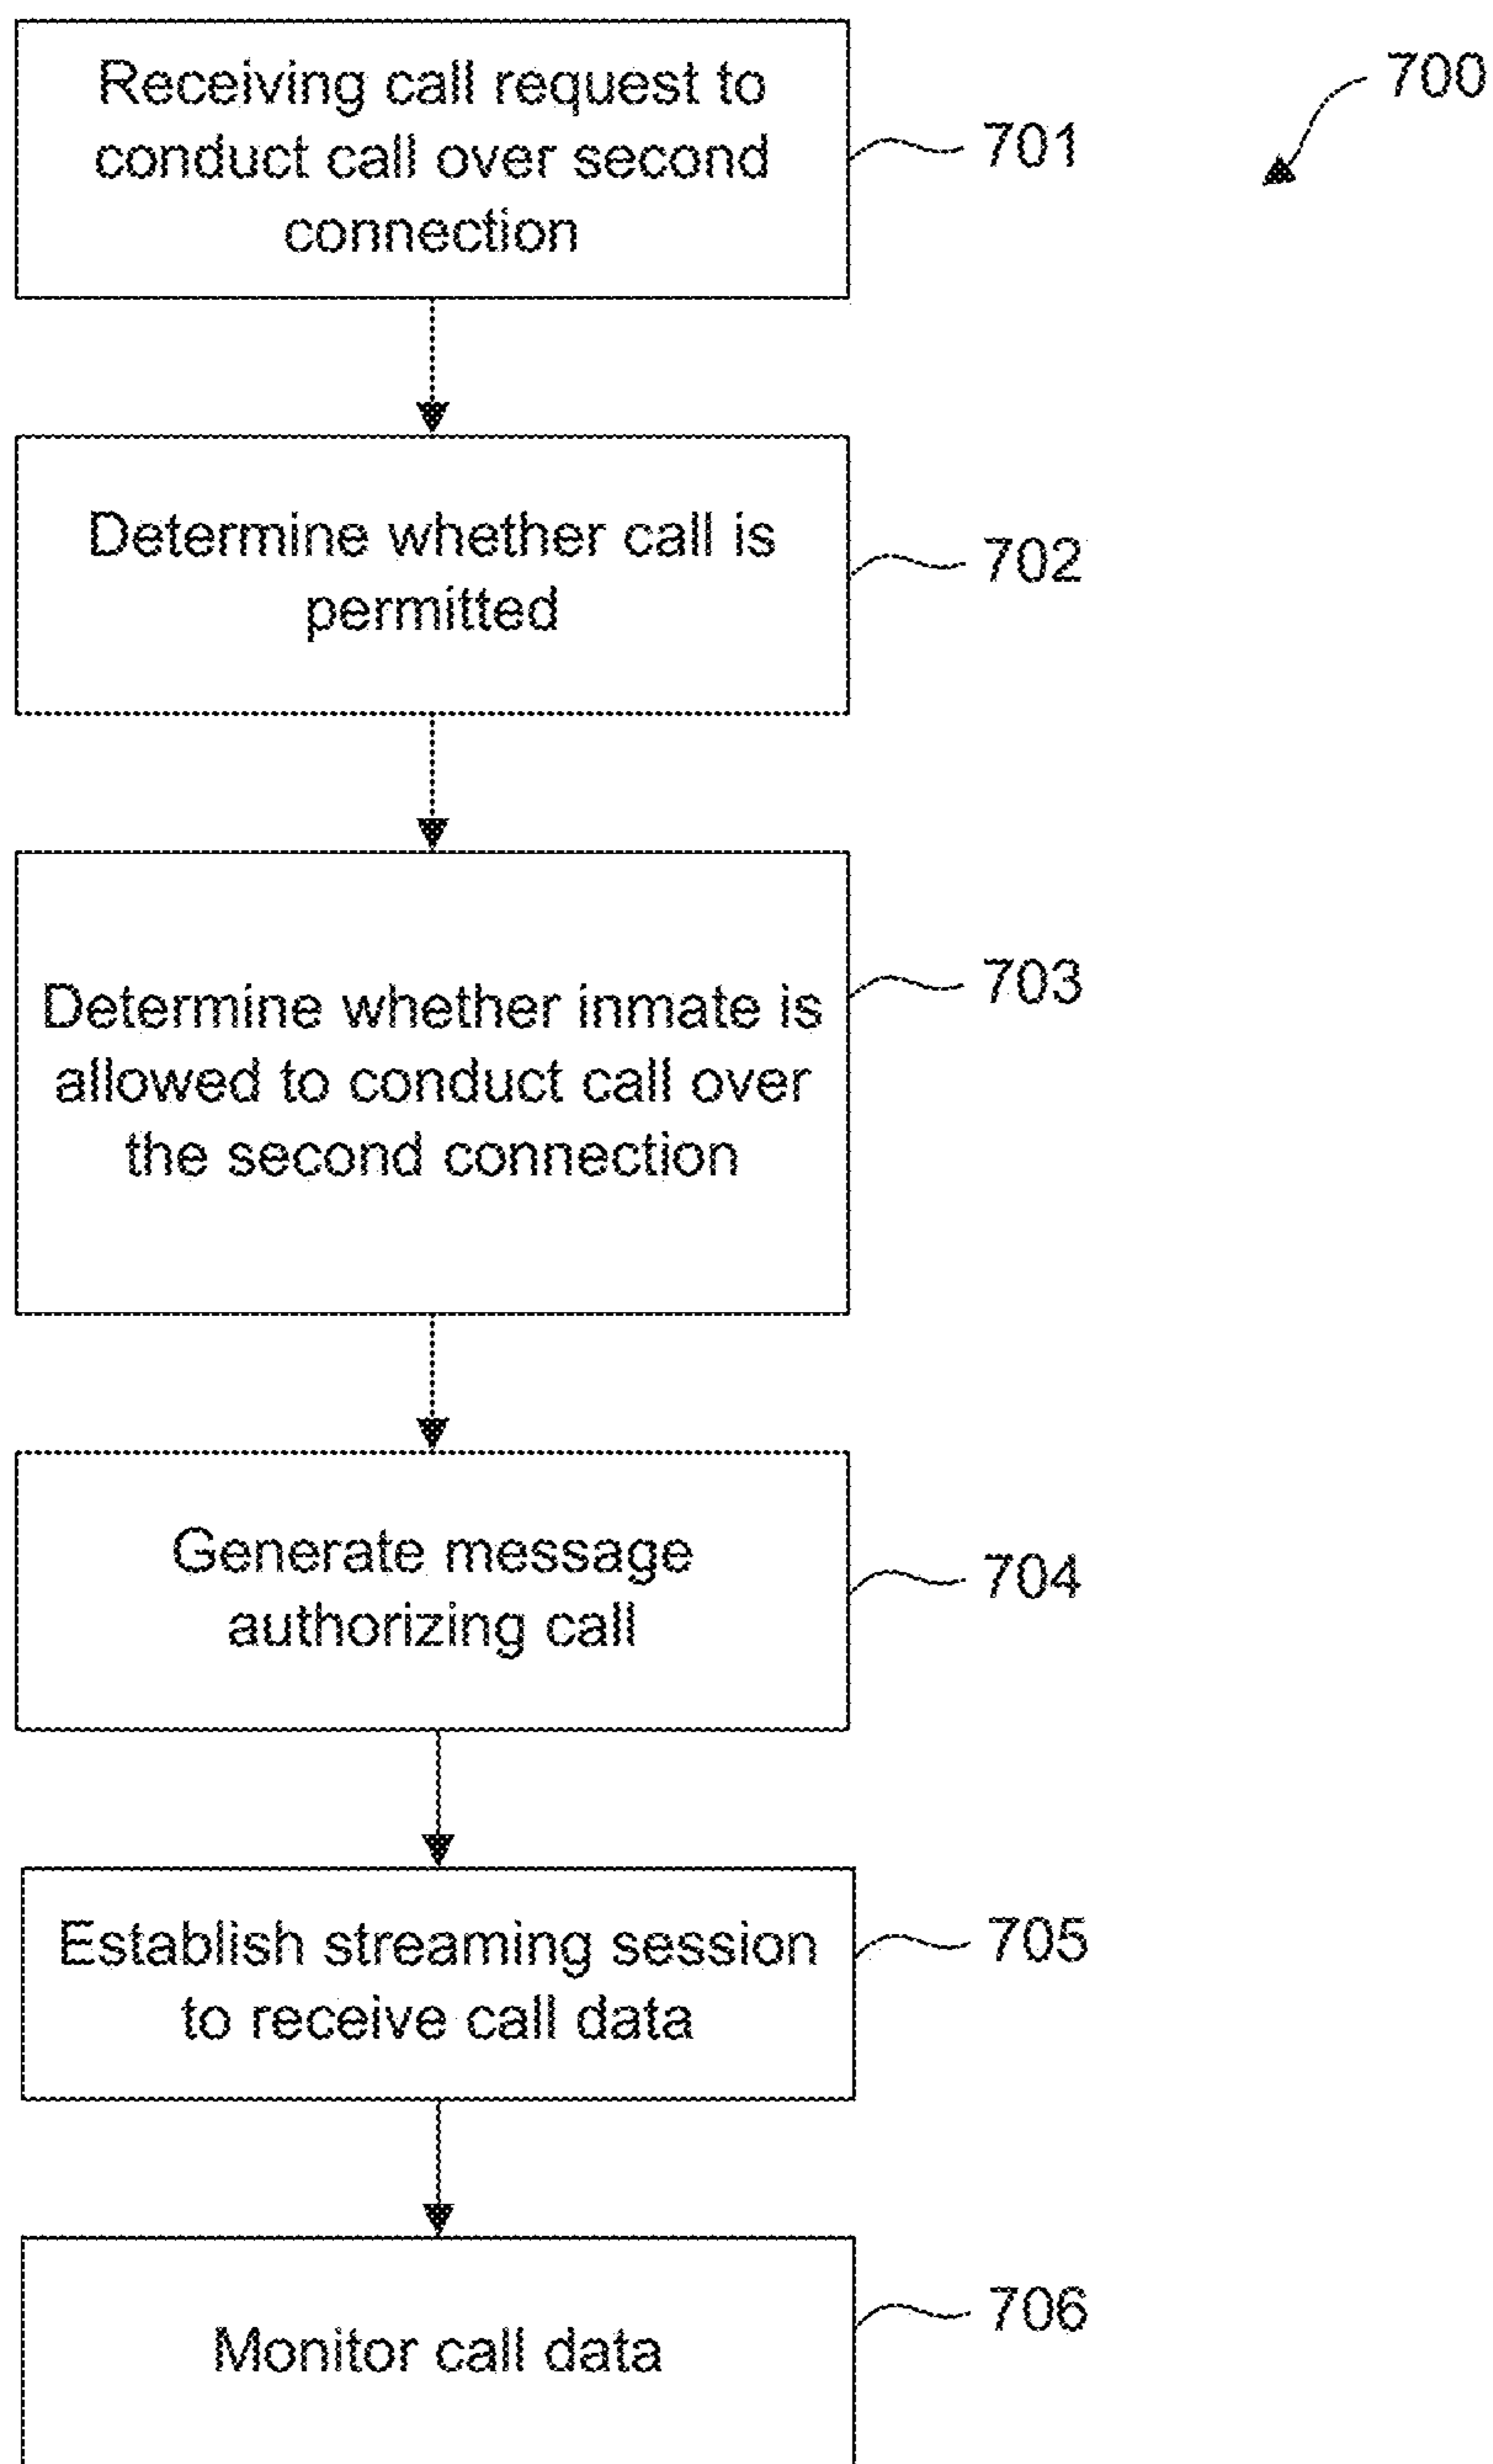 Receiving call request to
conduct call over second
connection
701
700
Determine whether call is
permitted
702
Determine whether inmate is
allowed to conduct call over
the second connection
703
Generate message
authorizing call
704
Establish streaming session
to receive call data
705
Monitor call data
706